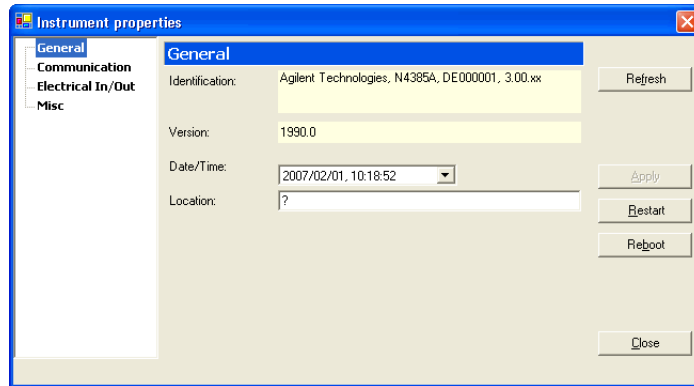 Instrument properties
General
Communication
Electrical In/Out
Misc
General
Identification:
Agilent Technologies, N4385A, DE000001, 3.00.xx
Version:
1990.0
Date/Time:
2007/02/01, 10:18:52
Location:
?
Refresh
Apply
Restart
Reboot
Close